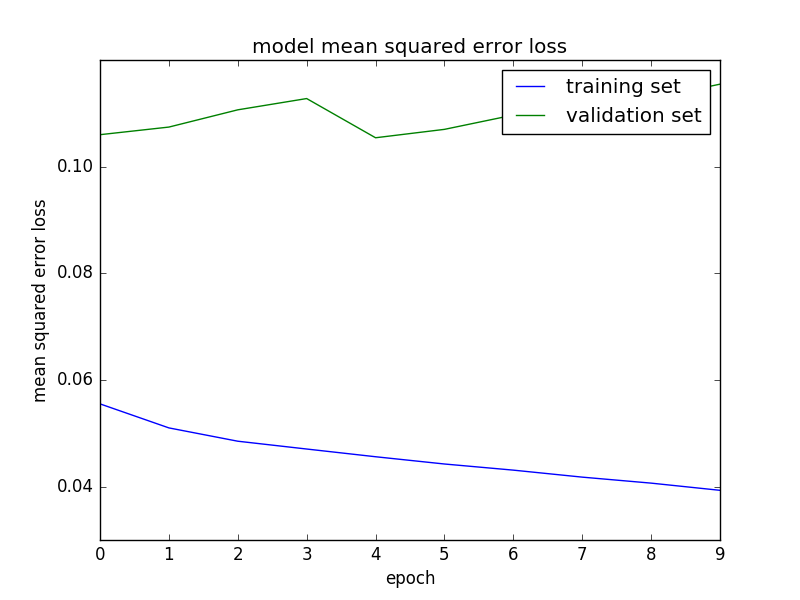 model mean squared error loss
training set
validation set
0.10
0.08
0.06
0.04
mean squared error loss
0 1 2 3 4 5 6 7 8 9
epoch